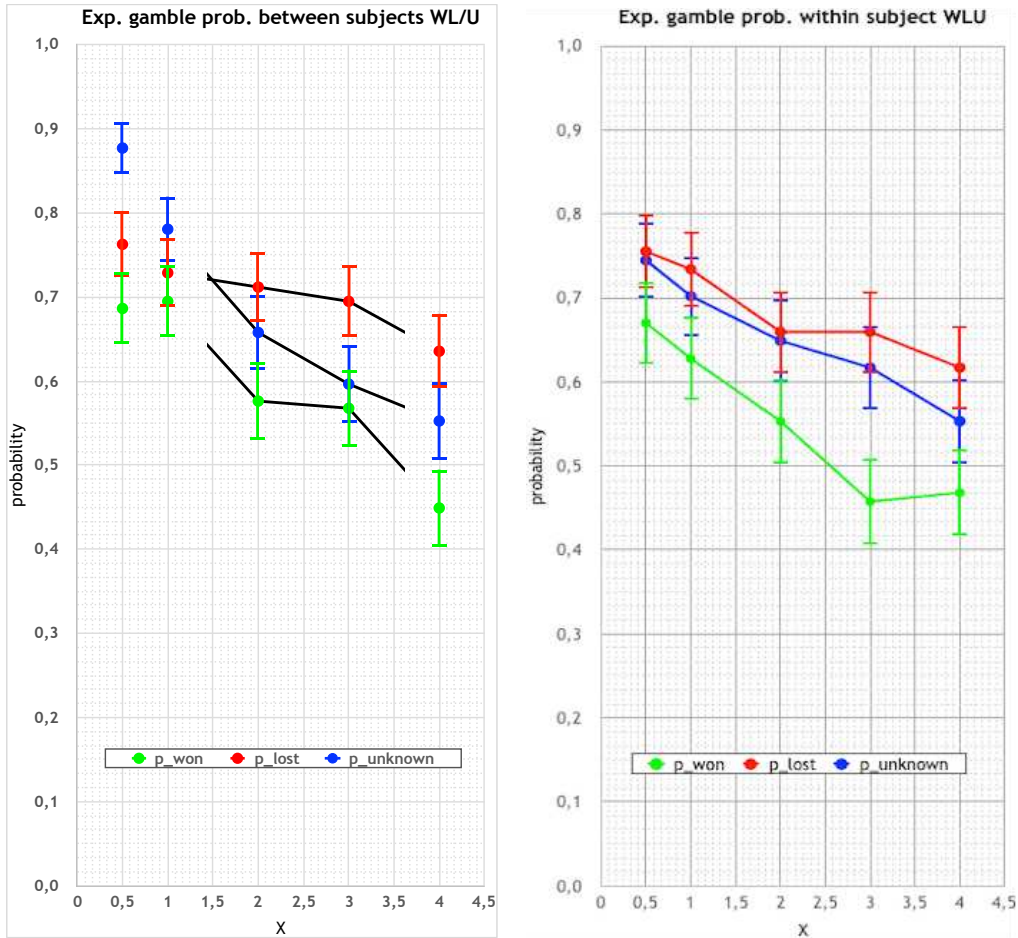 Exp. gamble prob. between subjects WL/U
1,0
0,9
0,8
0,7
0,6
0,5
0,4
0,3
0,2
0,1
0,0
probability
p_won p_lost p_unknown
0 0,5 1 1,5 2 3 3,5 4 4,5
X
Exp. gamble prob. within subject WLU
1,0
0,9
0,8
0,7
0,6
0,5
0,4
0,3
0,2
0,1
0,0
probability
p_won p_lost p_unknown
0 0,5 1 1,5 2 3 3,5 4 4,5
X